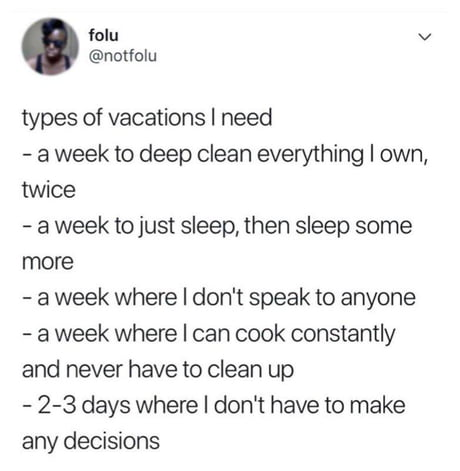 folu
@notfolu
types of vacations I need
- a week to deep clean everything I own,
twice
- a week to just sleep, then sleep some
more
- a week where I don't speak to anyone
- a week where I can cook constantly
and never have to clean up
- 2-3 days where I don't have to make
any decisions